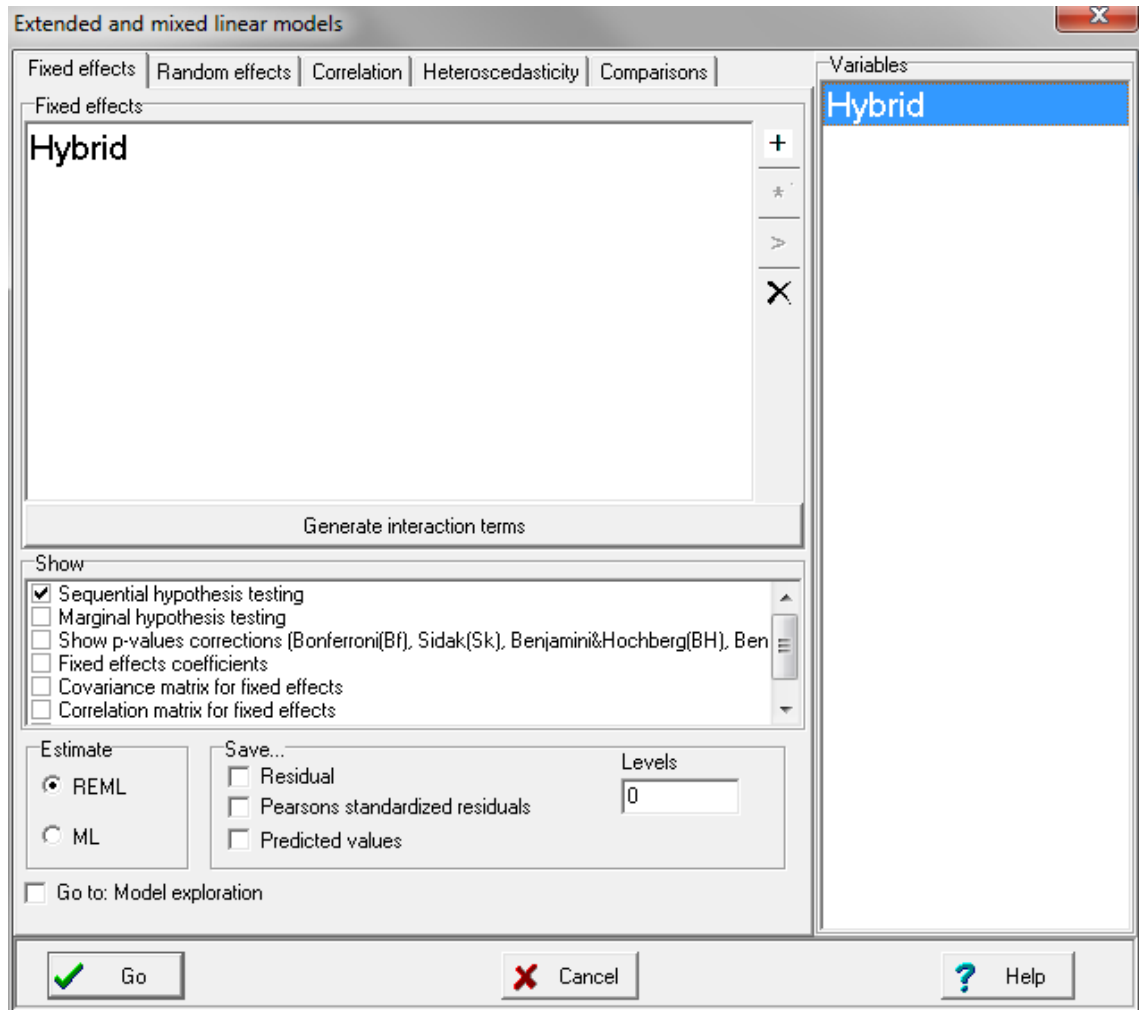 Extended and mixed linear models
x
Fixed effects Random effects Correlation Heteroscedasticity Comparisons
Fixed effects
Hybrid
+
*
>
X
Generate interaction terms
Show
Sequential hypothesis testing
Marginal hypothesis testing
Show p-values corrections (Bonferroni(Bf), Sidak(Sk), Benjamini&Hochberg(BH), Ben
Fixed effects coefficients
Covariance matrix for fixed effects
Correlation matrix for fixed effects
Estimate
REML
ML
Save...
Residual
Pearsons standardized residuals
Predicted values
Levels
0
Go to: Model exploration
Variables
Hybrid
Go
Cancel
? Help